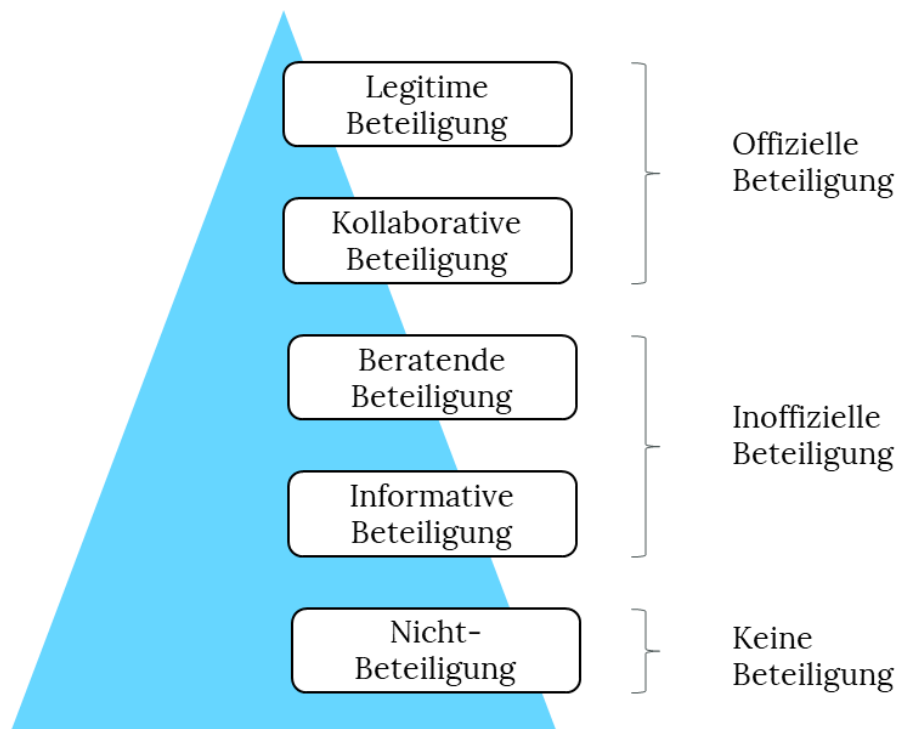 Legitime
Beteiligung
Kollaborative
Beteiligung
Offizielle
Beteiligung
Beratende
Beteiligung
Informative
Beteiligung
Inoffizielle
Beteiligung
Nicht-
Beteiligung
Keine
Beteiligung